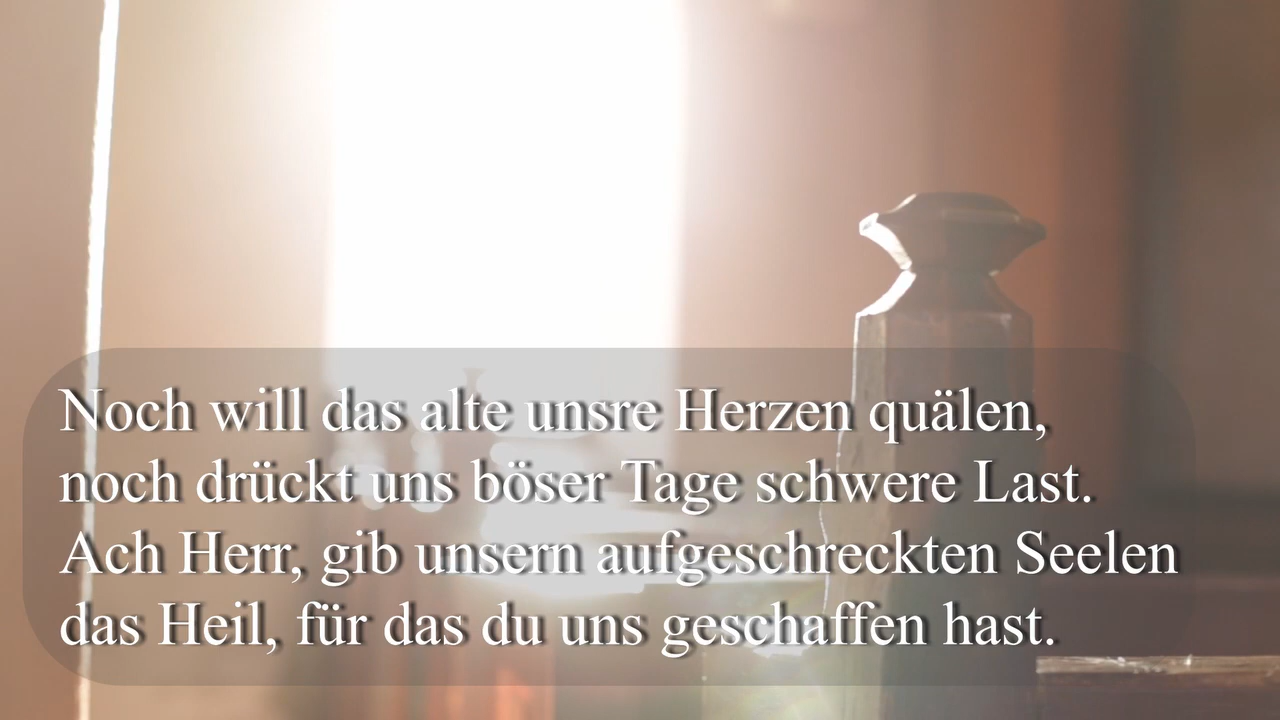 Noch will das alte unsre Herzen quälen,
noch drückt uns böser Tage schwere Last.
Ach Herr, gib unsern aufgeschreckten Seelen
das Heil, für das du uns geschaffen hast.